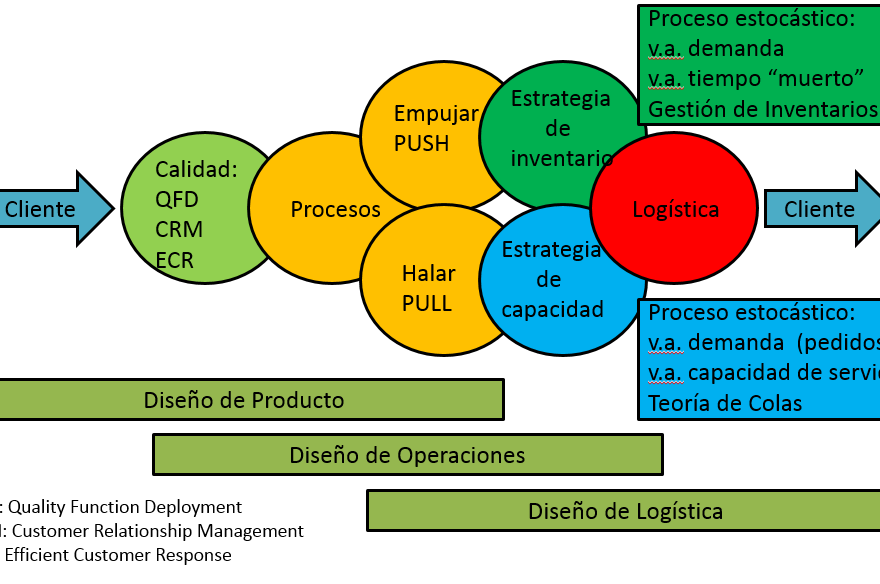 Cliente
Calidad:
QFD
CRM
ECR
Procesos
Empujar
PUSH
Halar
PULL
Estrategia
de
inventario
Estrategia
de
capacidad
Logística
Proceso estocástico:
v.a. demanda
v.a. tiempo “muerto”
Gestión de Inventarios
Cliente
Proceso estocástico:
v.a. demanda (pedidos
v.a. capacidad de servic
Teoría de Colas
Diseño de Producto
Diseño de Operaciones
Diseño de Logística
: Quality Function Deployment
: Customer Relationship Management
Efficient Customer Response